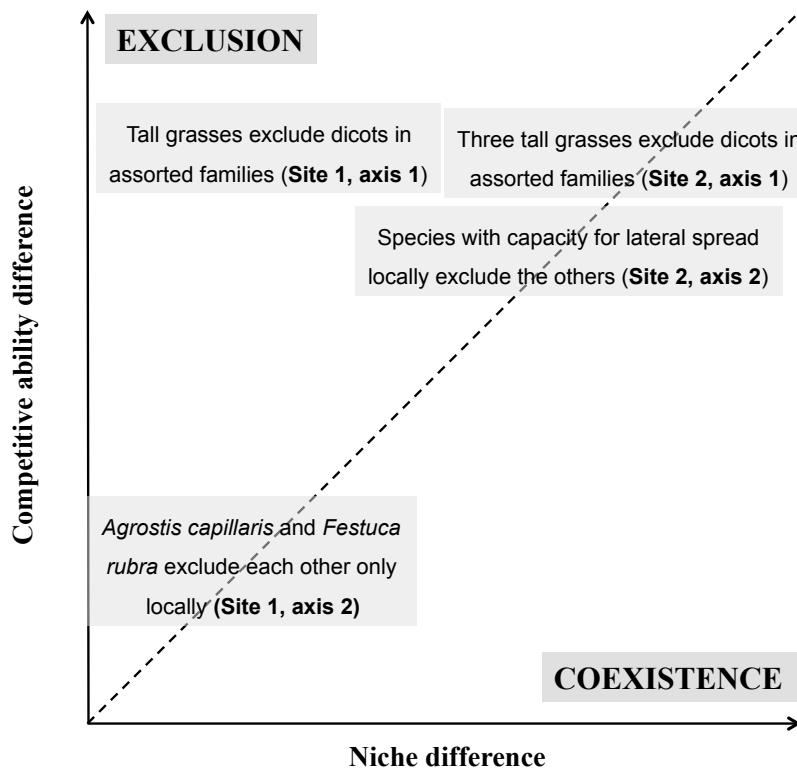 EXCLUSION
Tall grasses exclude dicots in
assorted families (Site 1, axis 1)
Three tall grasses exclude dicots in
assorted families (Site 2, axis 1)
Species with capacity for lateral spread
locally exclude the others (Site 2, axis 2)
Agrostis capillaris and Festuca
rubra exclude each other only
locally (Site 1, axis 2)
COEXISTENCE
Competitive ability difference
Niche difference